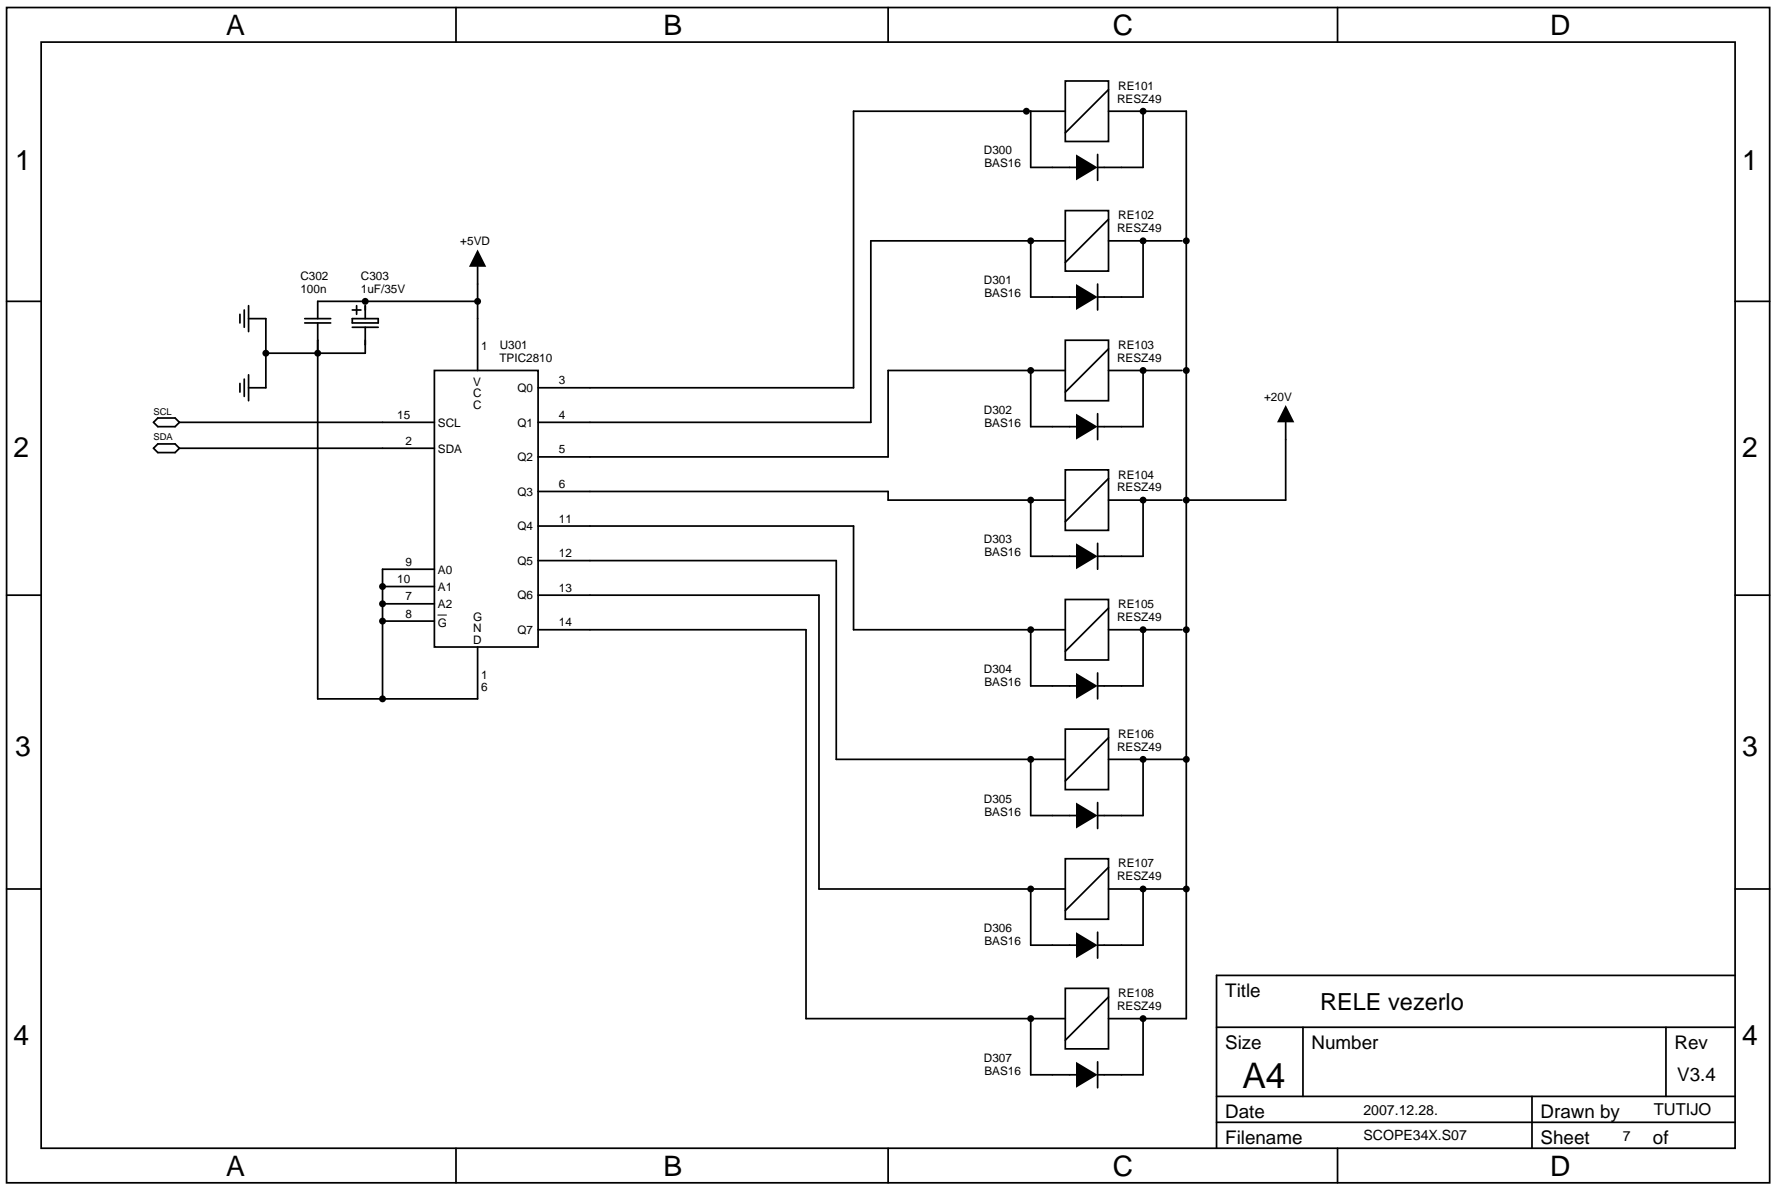 A B C D
RE101
RESZ49
D300
BAS16
1 1
RE102
RESZ49
+5VD
C302 C303
100n 1uF/35V
D301
BAS16
+
1 U301
TPIC2810
RE103
RESZ49
VCC
Q0 3
SCL
15 SCL Q1 4
SDA
2 SDA
Q2 5
D302
BAS16
+20V
2 2
RE104
RESZ49
Q3 6
Q4 11
D303
BAS16
Q5 12
9 A0
10 A1
7 A2
8 G
Q6 13
GND
Q7 14
16
RE105
RESZ49
D304
BAS16
RE106
RESZ49
3 3
D305
BAS16
RE107
RESZ49
D306
BAS16
RE108
RESZ49
D307
BAS16
4 4
Title RELE vezerlo
Size Number Rev
A4 V3.4
Date 2007.12.28. Drawn by TUTIJO
Filename SCOPE34X.S07 Sheet 7 of
A B C D